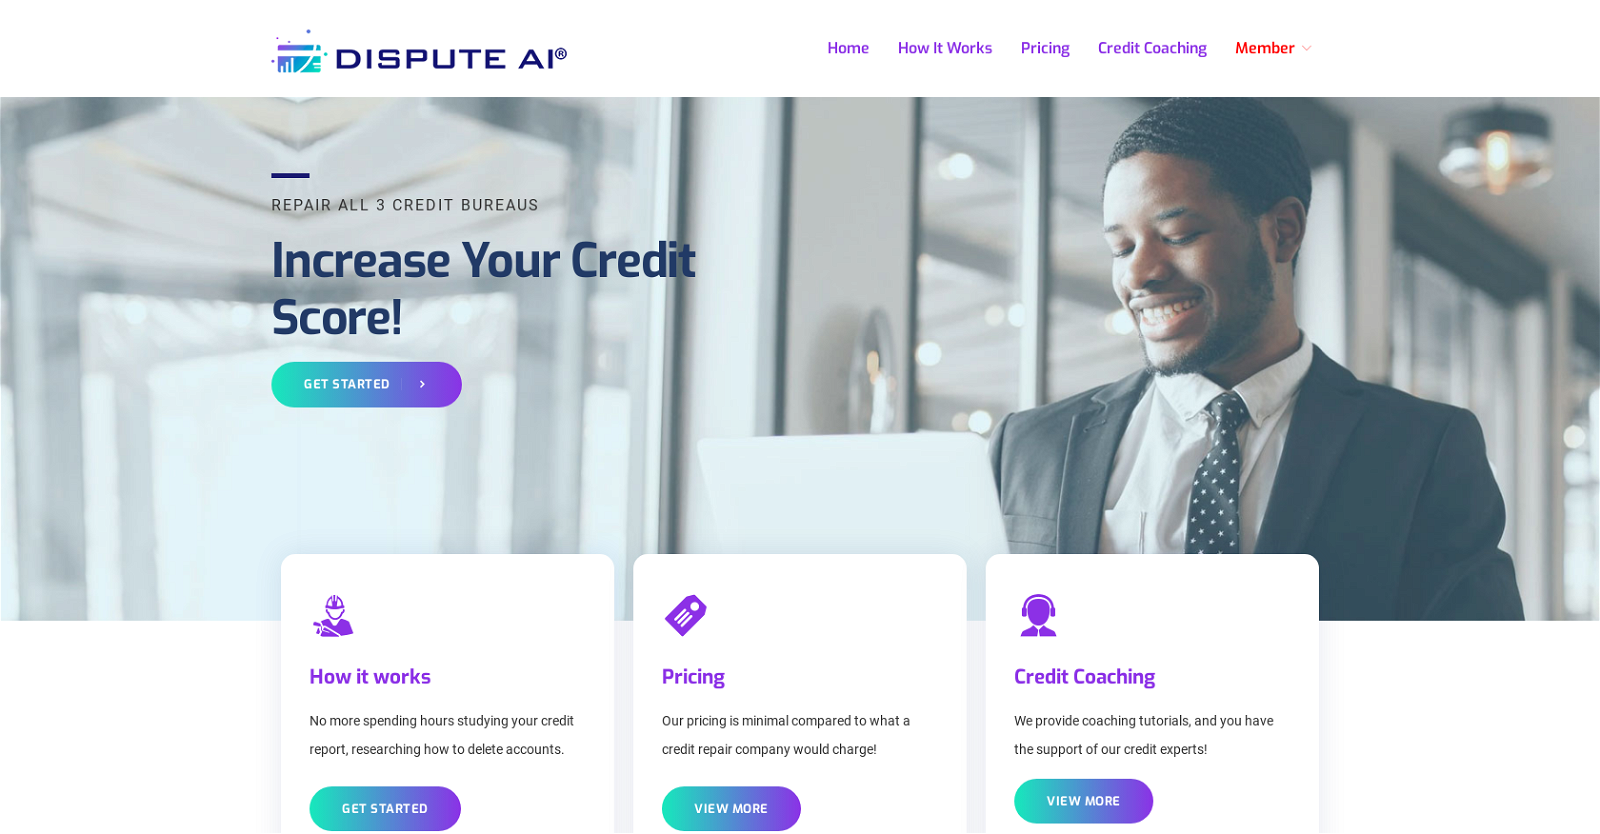 DISPUTE AI®
Home How It Works Pricing Credit Coaching Member
REPAIR ALL 3 CREDIT BUREAUS
Increase Your Credit
Score!
GET STARTED
How it works
No more spending hours studying your credit
report, researching how to delete accounts.
GET STARTED
Pricing
Our pricing is minimal compared to what a
credit repair company would charge!
VIEW MORE
Credit Coaching
We provide coaching tutorials, and you have
the support of our credit experts!
VIEW MORE